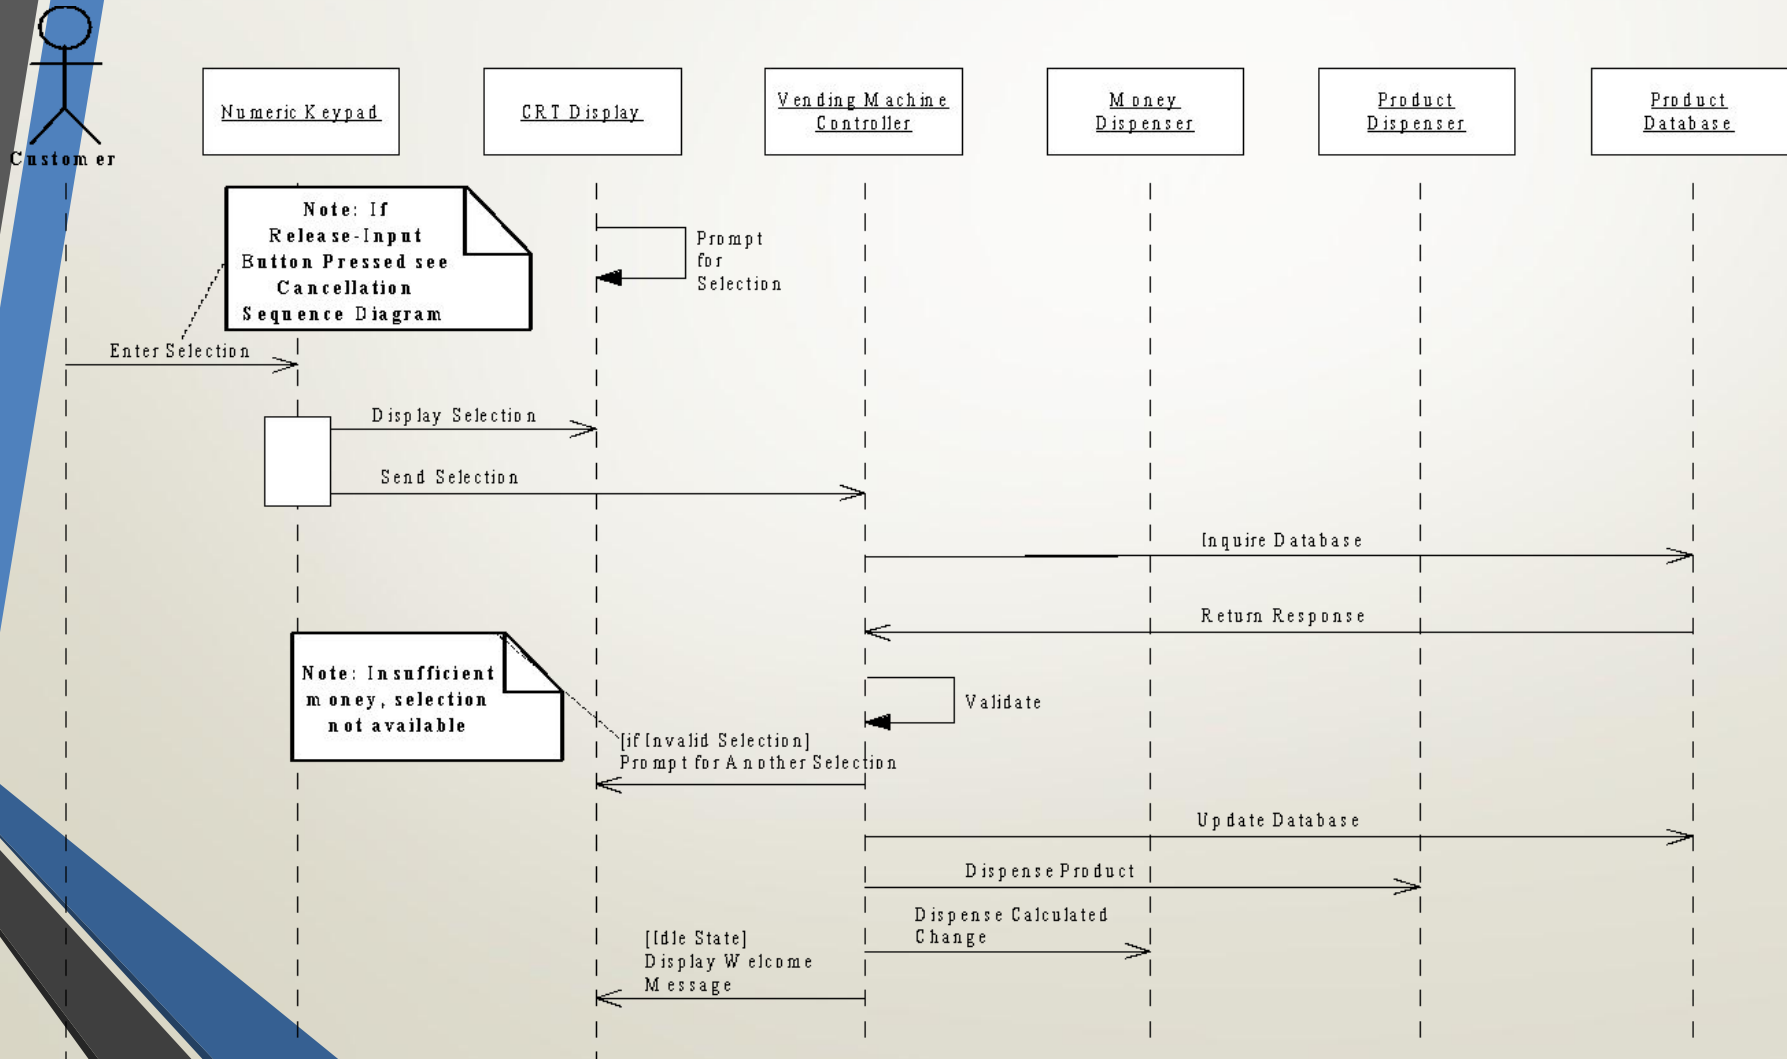 Customer
Numeric Keypad
CRT Display
Vending Machine
Controller
Money
Dispenser
Product
Dispenser
Product
Database
Note: If
Release-Input
Button Pressed see
Cancellation
Sequence Diagram
Prompt
for
Selection
Enter Selection
Display Selection
Send Selection
Inquire Database
Return Response
Note: Insufficient
money, selection
not available
Validate
[if Invalid Selection]
Prompt for Another Selection
Update Database
Dispense Product
Dispense Calculated
Change
[Idle State]
Display Welcome
Message